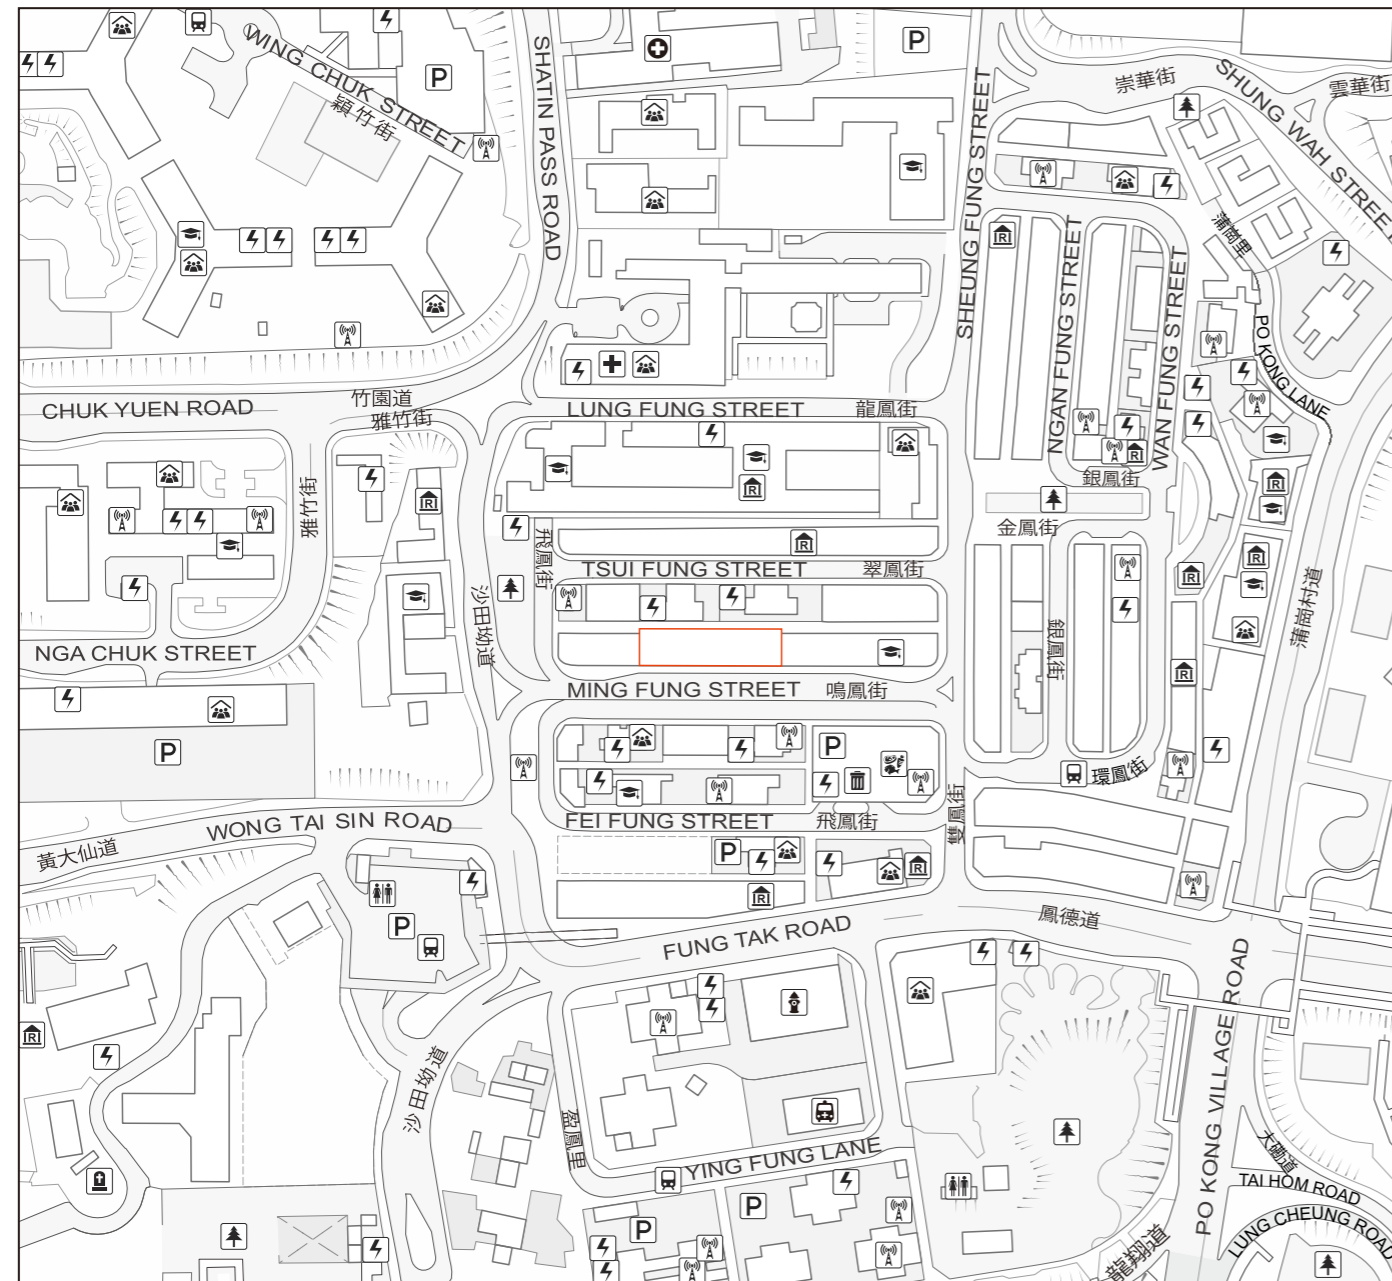 WING CHUK STREET
穎竹街
P
SHATIN PASS ROAD
P
SHEUNG FUNG STREET
崇華街
SHUNG WAH STREET
雲華街
蒲崗里
NGAN FUNG STREET
WAN FUNG STREET
PO KONG LANE
CHUK YUEN ROAD
竹園道
雅竹街
LUNG FUNG STREET
龍鳳街
雅竹街
銀鳳街
金鳳街
飛鳳街
TSUI FUNG STREET
翠鳳街
沙田坳道
銀鳳街
蒲崗村道
NGA CHUK STREET
MING FUNG STREET
鳴鳳街
P
P
環鳳街
WONG TAI SIN ROAD
黃大仙道
FEI FUNG STREET
飛鳳街
雙鳳街
P
P
FUNG TAK ROAD
鳳德道
PO KONG VILLAGE ROAD
沙田坳道
盈鳳里
YING FUNG LANE
P
P
大磡道
TAI HOM ROAD
LUNG CHEUNG ROAD
龍翔道